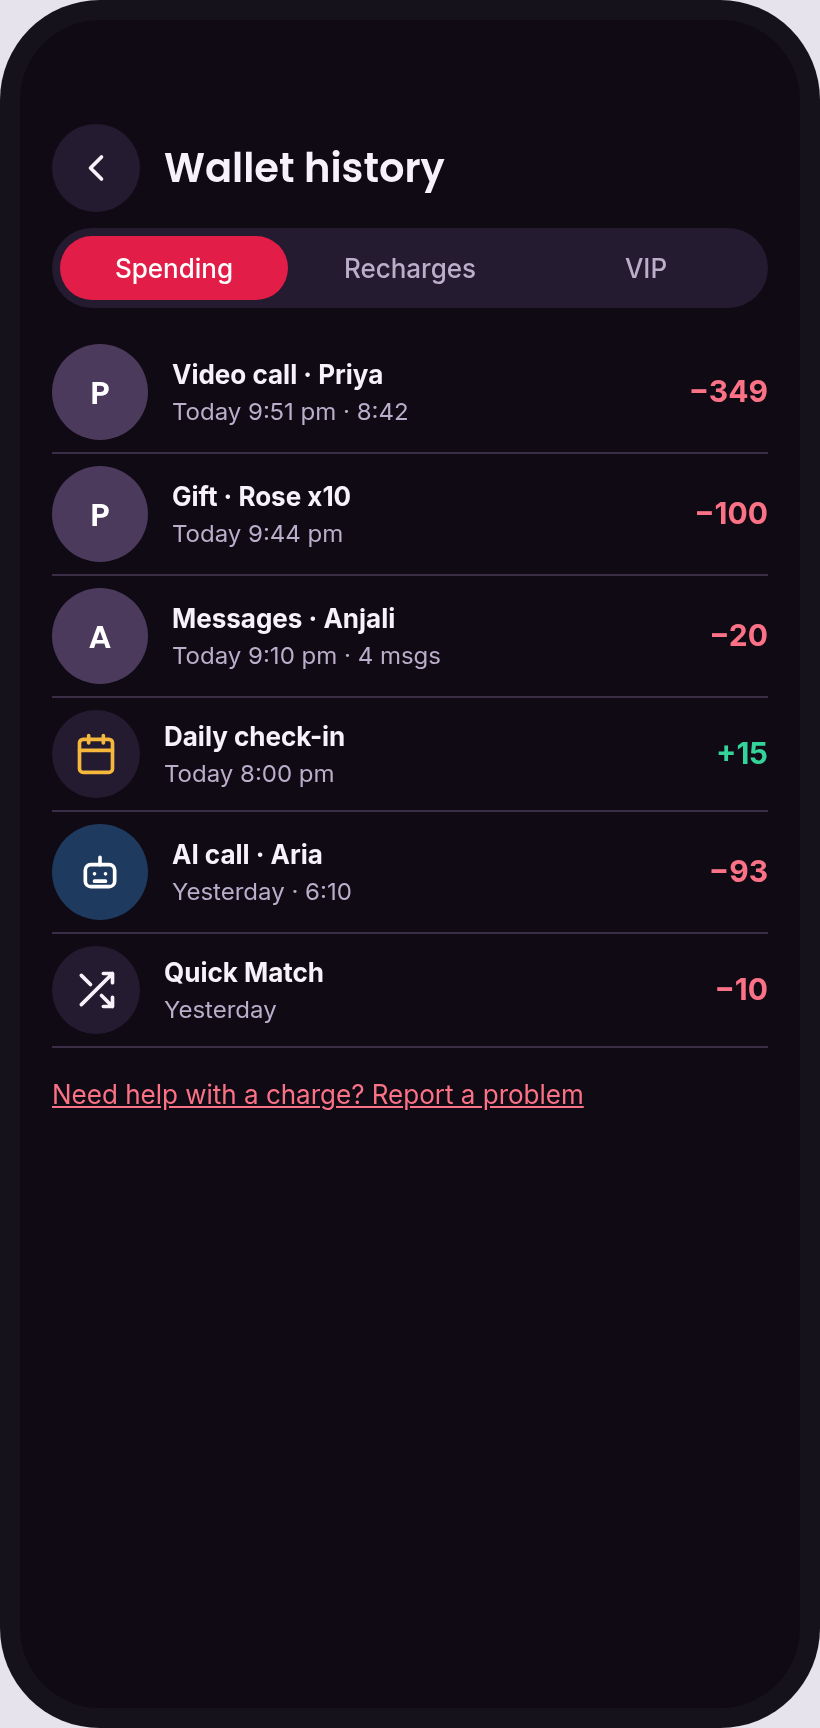 Wallet history
Spending
Recharges
VIP
P
Video call · Priya
Today 9:51 pm · 8:42
−349
P
Gift · Rose x10
Today 9:44 pm
−100
A
Messages · Anjali
Today 9:10 pm · 4 msgs
−20
Daily check-in
Today 8:00 pm
+15
AI call · Aria
Yesterday · 6:10
−93
Quick Match
Yesterday
−10
Need help with a charge? Report a problem